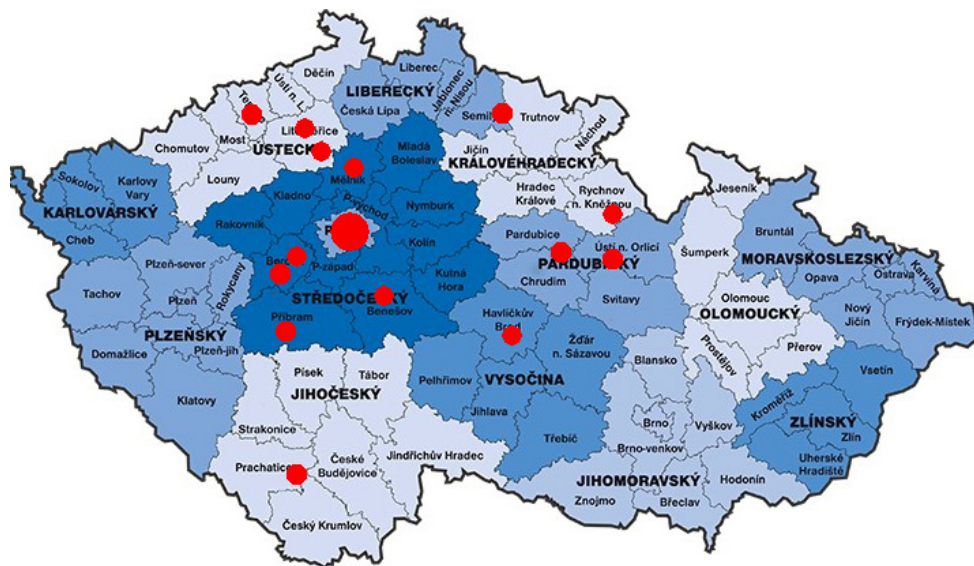 Děčín
Ústí n. L.
Liberec
LIBERECKÝ
Jablonec
n. Nisou
Česká Lípa
Semily
Trutnov
Náchod
Most
Chomutov
Louny
Jičín
KRÁLOVÉHRADECKÝ
Mladá
Boleslav
Mělník
Jeseník
Sokolov
Karlovy
Vary
KARLOVARSKÝ
Cheb
Kladno
Rakovník
P-východ
Nymburk
Hradec
Králové
Rychnov
n. Kněžnou
Kolín
Pardubice
Ústí n. Orlicí
Šumperk
Bruntál
MORAVSKOSLEZSKÝ
Opava
Ostrava
Karviná
Plzeň-sever
Rokycany
P-západ
Kutná
Hora
Chrudim
Svitavy
Tachov
Plzeň
STŘEDOČESKÝ
Benešov
Příbram
Olomouc
OLOMOUCKÝ
Nový
Jičín
Frýdek-Místek
PLZEŇSKÝ
Plzeň-jih
Domažlice
Havlíčkův
Brod
Žďár
n. Sázavou
Blansko
Prostějov
Přerov
Vsetín
Klatovy
Písek
Tábor
JIHOČESKÝ
Pelhřimov
VYSOČINA
Jihlava
Kroměříž
ZLÍNSKÝ
Zlín
Strakonice
Brno
Vyškov
Třebíč
Brno-venkov
Uherské
Hradiště
Prachatice
České
Budějovice
Jindřichův Hradec
JIHOMORAVSKÝ
Hodonín
Znojmo
Břeclav
Český Krumlov